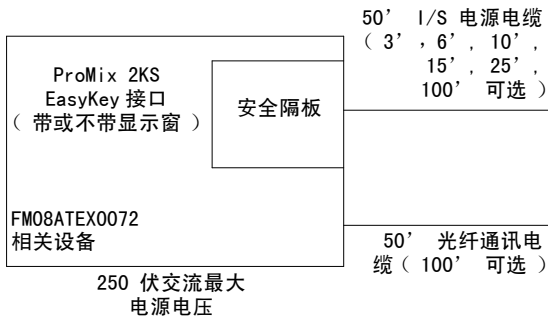 50’ I/S 电源电缆
（ 3’ ，6’, 10’,
15’, 25’,
100’ 可选 ）
ProMix 2KS
EasyKey 接口
（ 带或不带显示窗 ）
安全隔板
FM08ATEX0072
相关设备
50’ 光纤通讯电
缆（ 100’ 可选 ）
250 伏交流最大
电源电压